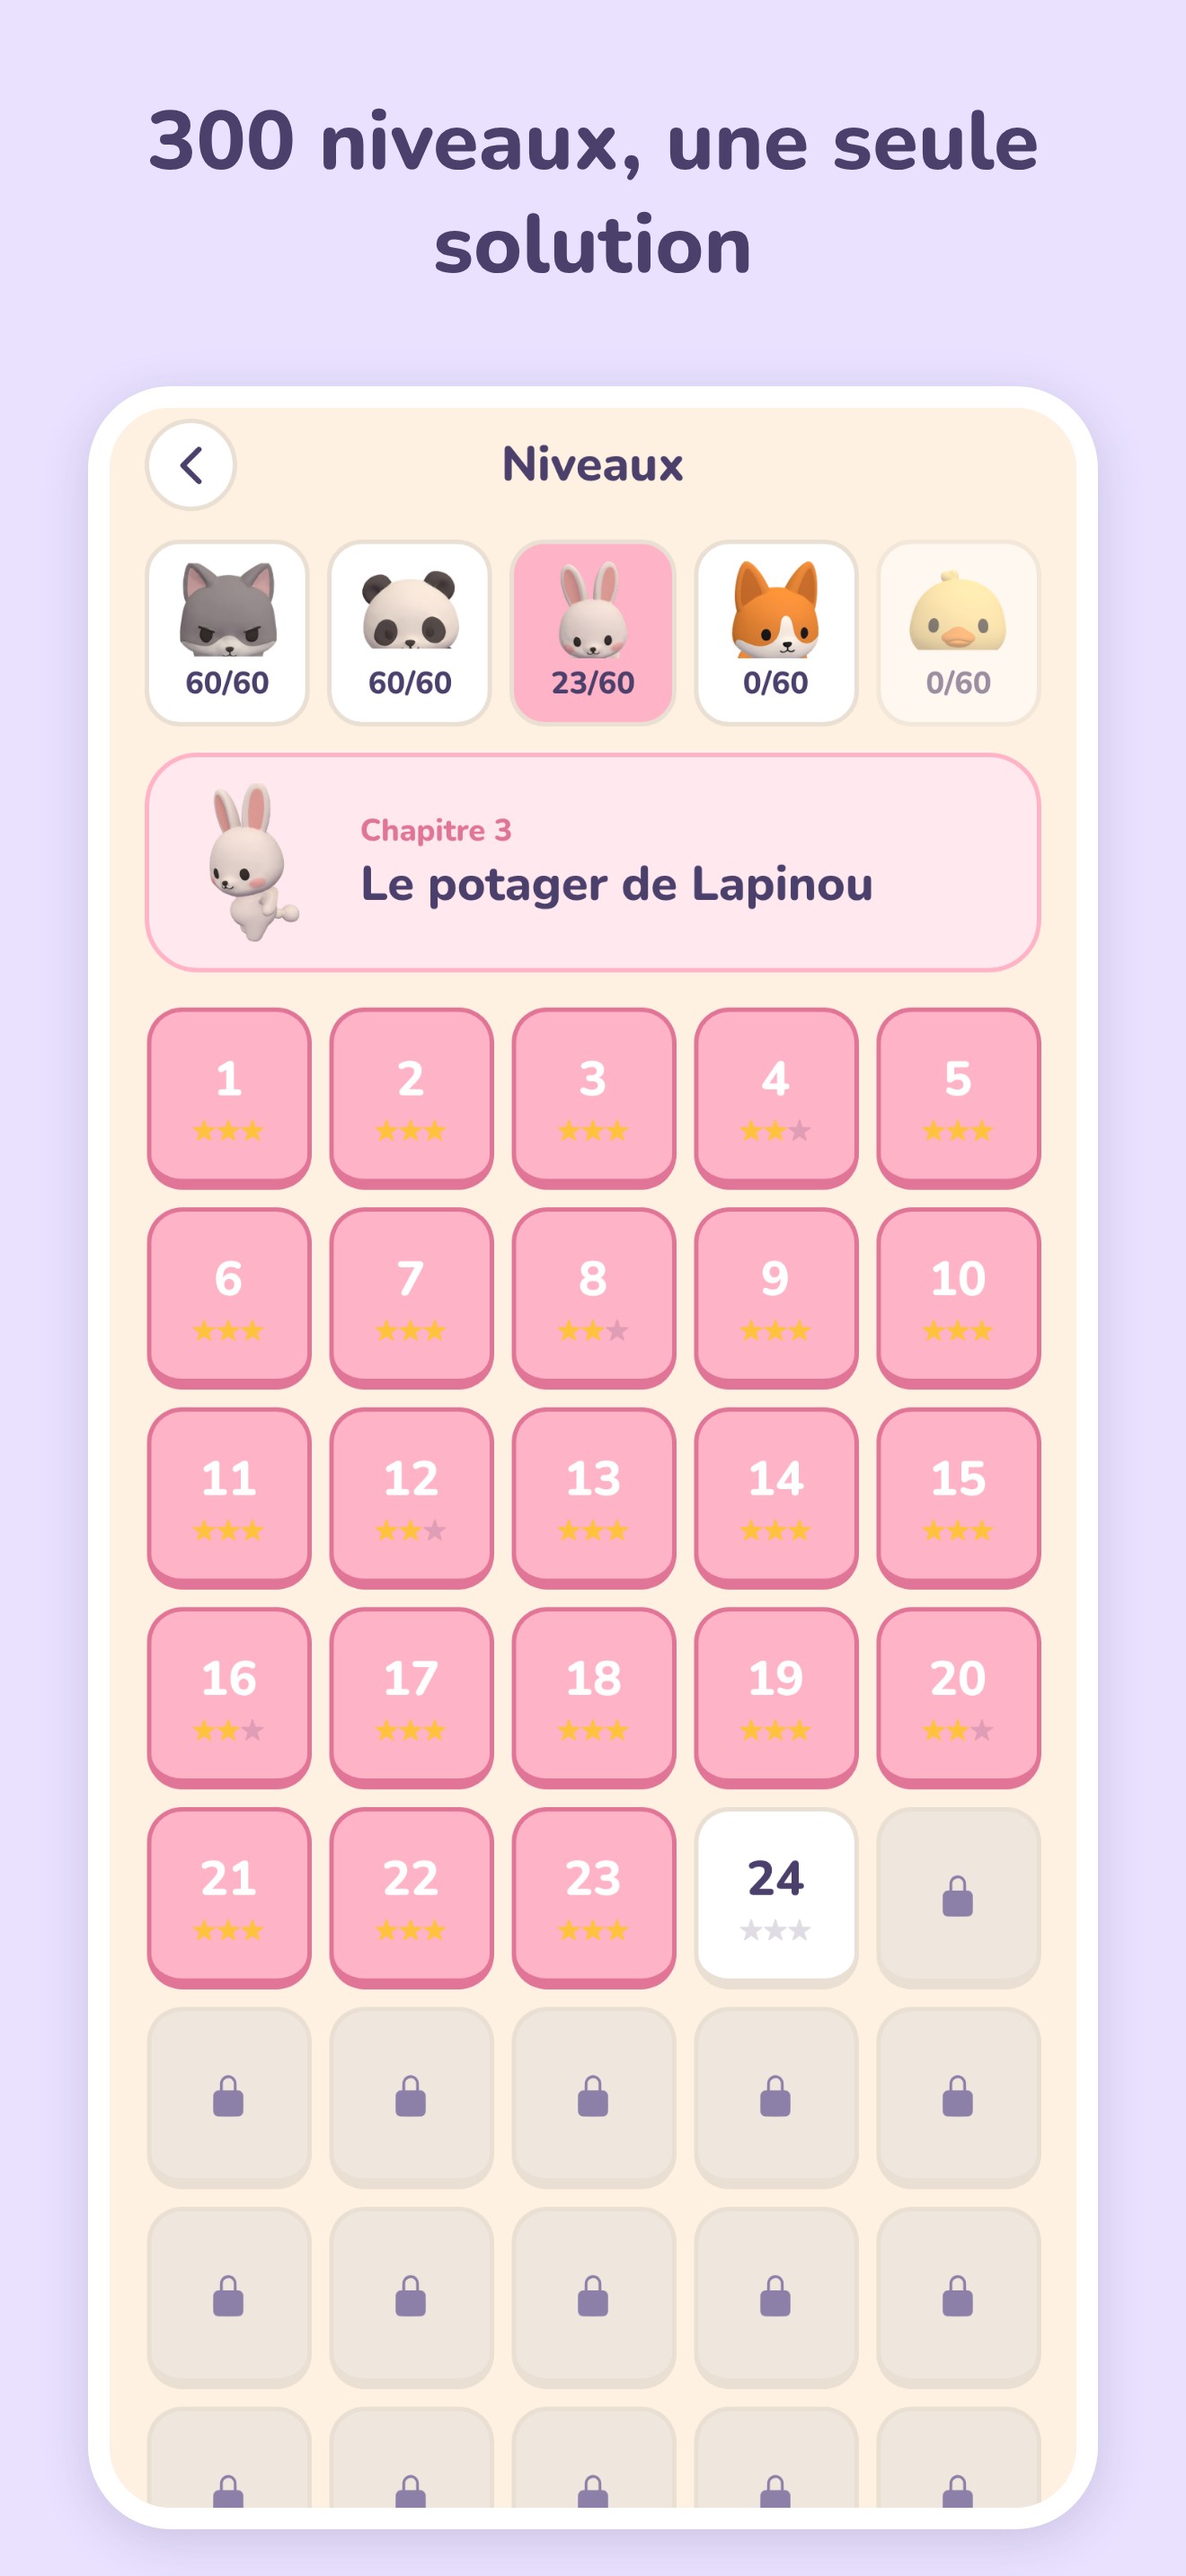 300 niveaux, une seule
solution
Niveaux
60/60 60/60 23/60 0/60 0/60
Chapitre 3
Le potager de Lapinou
1 2 3 4 5
6 7 8 9 10
11 12 13 14 15
16 17 18 19 20
21 22 23 24